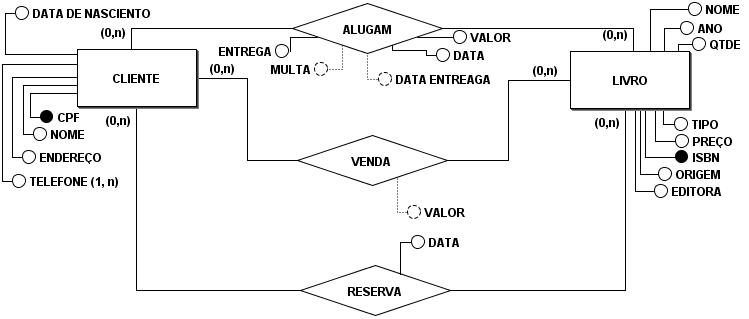 DATA DE NASCIENTO
(0,n)
ALUGAM
(0,n)
NOME
ANO
QTDE
ENTREGA
VALOR
DATA
MULTA
DATA ENTREAGA
CLIENTE
(0,n)
(0,n)
LIVRO
CPF
NOME
ENDEREÇO
TELEFONE (1, n)
(0,n)
(0,n)
TIPO
PREÇO
ISBN
ORIGEM
EDITORA
VENDA
VALOR
DATA
RESERVA